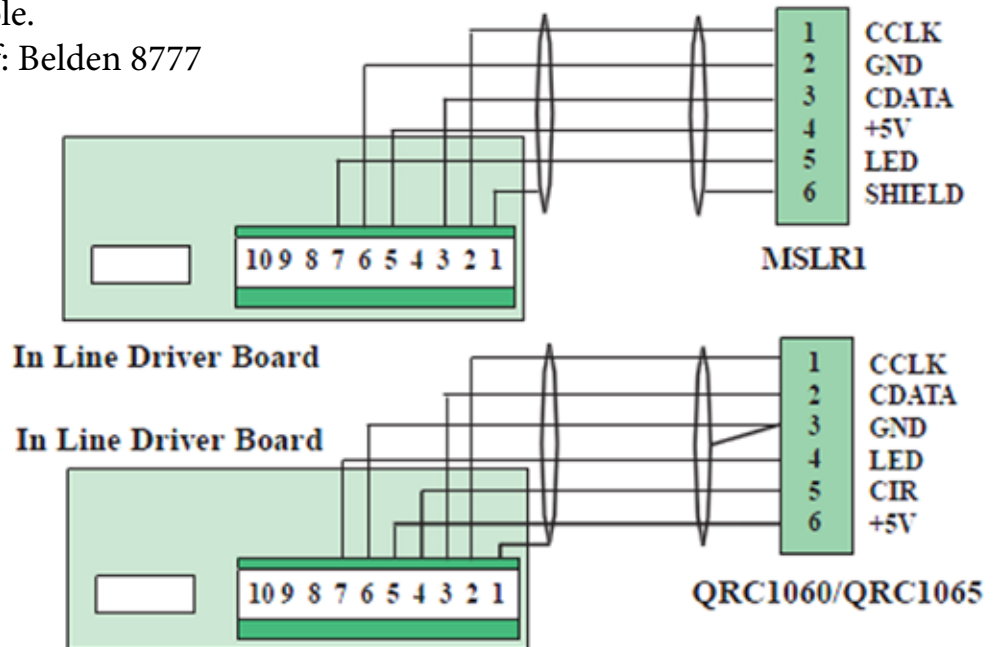 ole.
f: Belden 8777
1 CCLK
2 GND
3 CDATA
4 +5V
5 LED
6 SHIELD
MSLR1
10 9 8 7 6 5 4 3 2 1
In Line Driver Board
1 CCLK
2 CDATA
3 GND
4 LED
5 CIR
6 +5V
QRC1060/QRC1065
In Line Driver Board
10 9 8 7 6 5 4 3 2 1